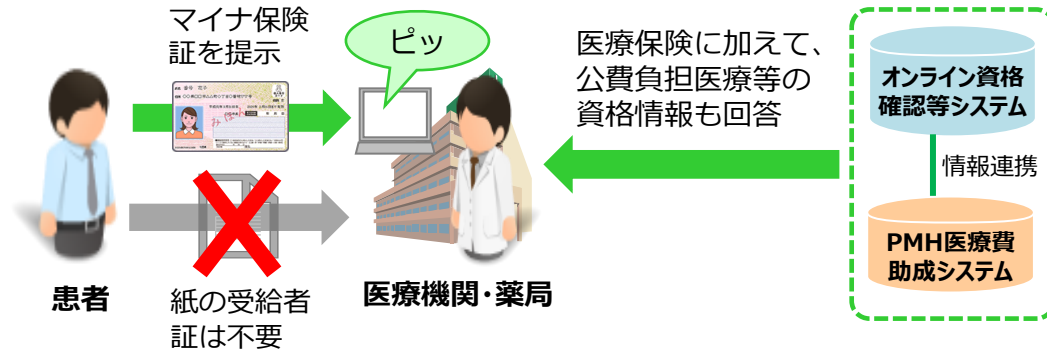 マイナ保険
証を提示
ピッ
医療保険に加えて、
公費負担医療等の
資格情報も回答
オンライン資格
確認等システム
情報連携
PMH医療費
助成システム
患者
紙の受給者
証は不要
医療機関・薬局